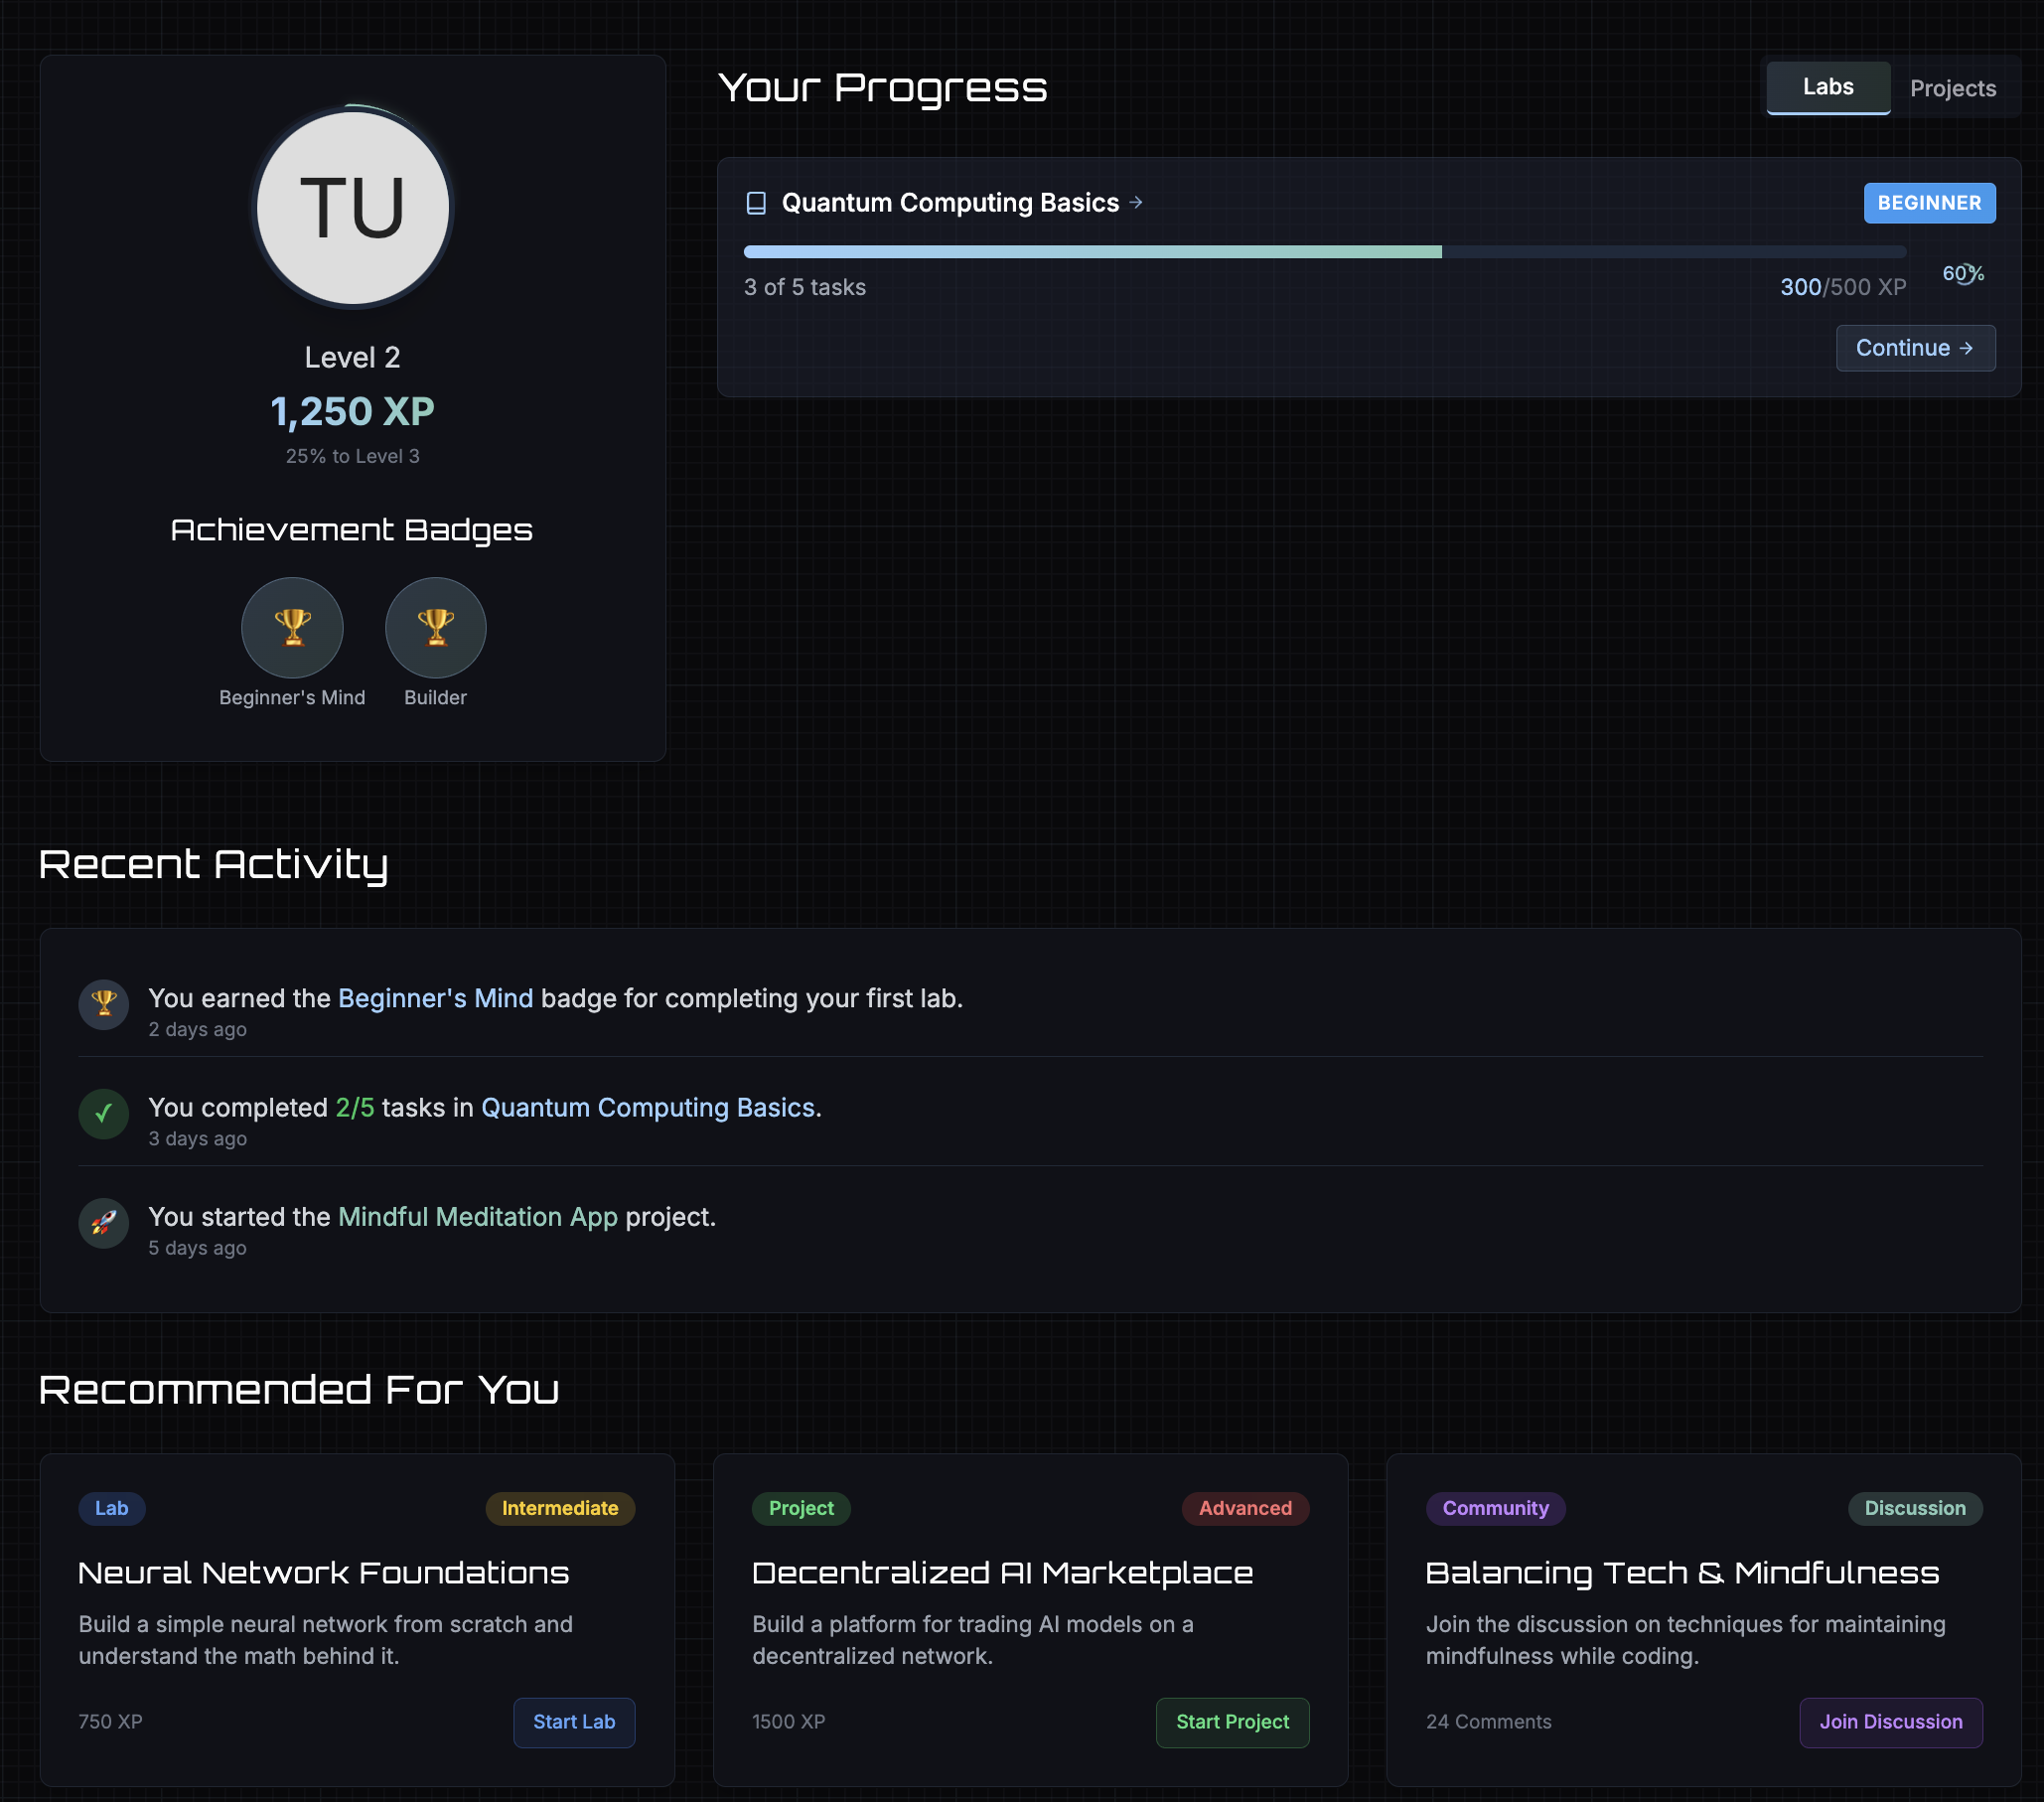 TU
Level 2
1,250 XP
25% to Level 3
Achievement Badges
Beginner's Mind
Builder
Your Progress
Labs
Projects
Quantum Computing Basics →
BEGINNER
3 of 5 tasks
300/500 XP
60%
Continue →
Recent Activity
You earned the Beginner's Mind badge for completing your first lab.
2 days ago
You completed 2/5 tasks in Quantum Computing Basics.
3 days ago
You started the Mindful Meditation App project.
5 days ago
Recommended For You
Lab
Intermediate
Neural Network Foundations
Build a simple neural network from scratch and
understand the math behind it.
750 XP
Start Lab
Project
Advanced
Decentralized AI Marketplace
Build a platform for trading AI models on a
decentralized network.
1500 XP
Start Project
Community
Discussion
Balancing Tech & Mindfulness
Join the discussion on techniques for maintaining
mindfulness while coding.
24 Comments
Join Discussion